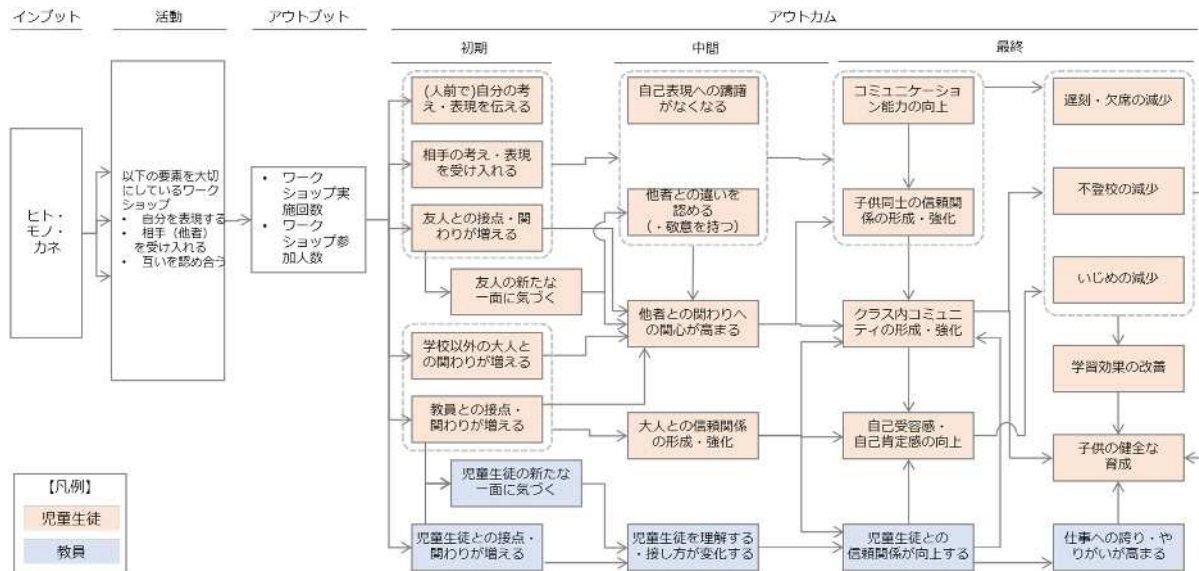 インプット
活動
アウトプット
アウトカム
初期
中間
最終
ヒト・
モノ・
カネ
以下の要素を大切
にしているワーク
ショップ
• 自分を表現する
• 相手（他者）
を受け入れる
• 互いを認め合う
• ワーク
ショップ実
施回数
• ワーク
ショップ参
加人数
(人前で)自分の考
え・表現を伝える
相手の考え・表現
を受け入れる
友人との接点・関
わりが増える
友人の新たな
一面に気づく
学校以外の大人と
の関わりが増える
教員との接点・
関わりが増える
児童生徒の新たな
一面に気づく
児童生徒との接点・
関わりが増える
自己表現への躊躇
がなくなる
他者との違いを
認める
（・敬意を持つ）
他者との関わりへ
の関心が高まる
大人との信頼関係
の形成・強化
児童生徒を理解する
・接し方が変化する
コミュニケーション
能力の向上
子供同士の信頼関
係の形成・強化
クラス内コミュニ
ティの形成・強化
自己受容感・
自己肯定感の向上
児童生徒との
信頼関係が向上する
遅刻・欠席の減少
不登校の減少
いじめの減少
学習効果の改善
子供の健全な
育成
仕事への誇り・や
りがいが高まる
【凡例】
児童生徒
教員